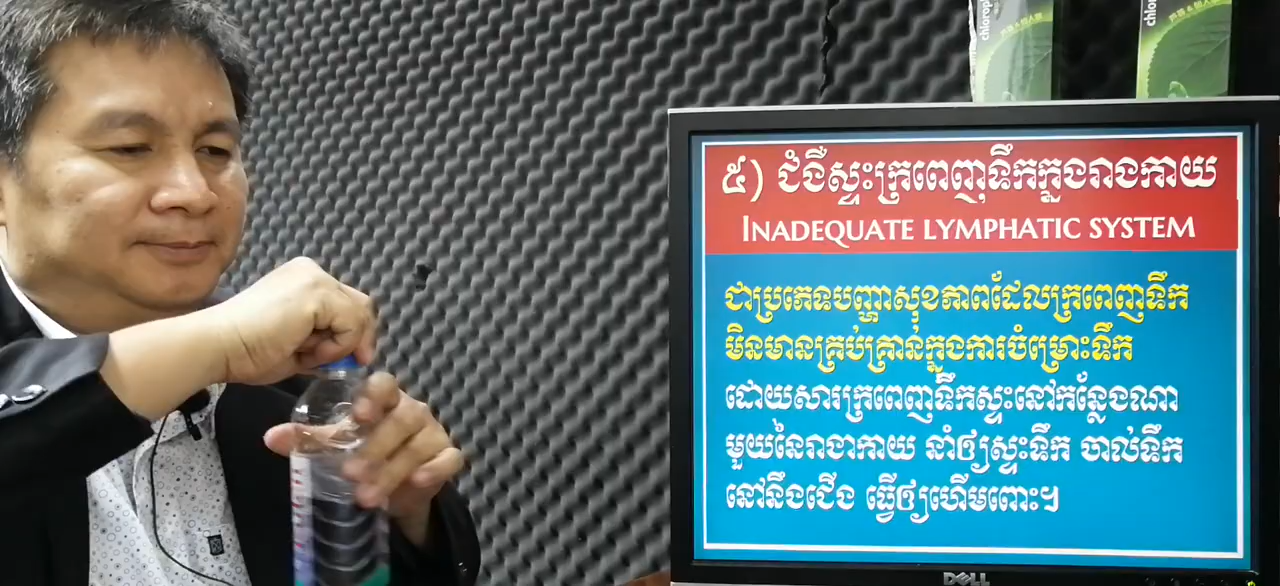 chlorop
chlorop
៥) ជំងឺស្ទះក្រពេញទឹកក្នុងរាងកាយ
INADEQUATE LYMPHATIC SYSTEM
ជាប្រភេទបញ្ហាសុខភាពដែលក្រពេញទឹក
មិនមានគ្រប់គ្រាន់ក្នុងការចំម្រោះទឹក
ដោយសារក្រពេញទឹកស្ទះនៅកន្លែងណា
មួយនៃរាងាកាយ នាំឲ្យស្ទះទឹក ចាល់ទឹក
នៅនឹងជើង ធ្វើឲ្យហើមពោះ។
DELL